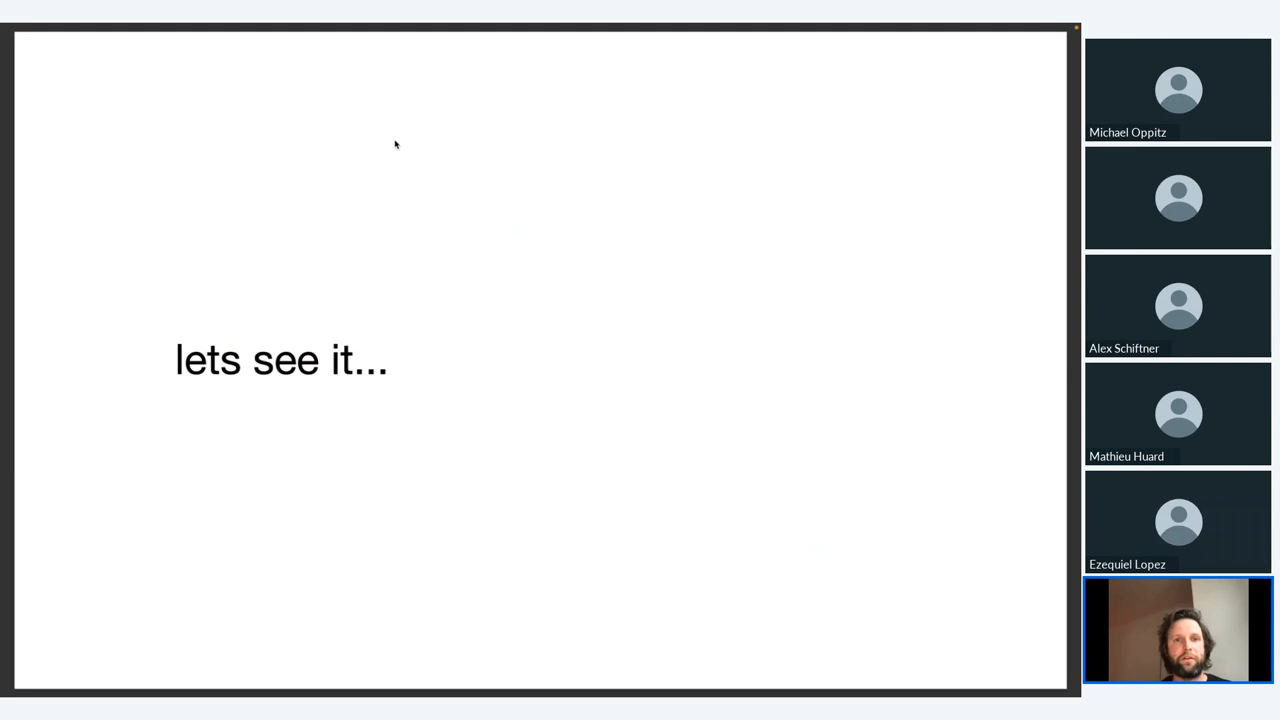 lets see it...
Michael Oppitz
Alex Schiftner
Mathieu Huard
Ezequiel Lopez